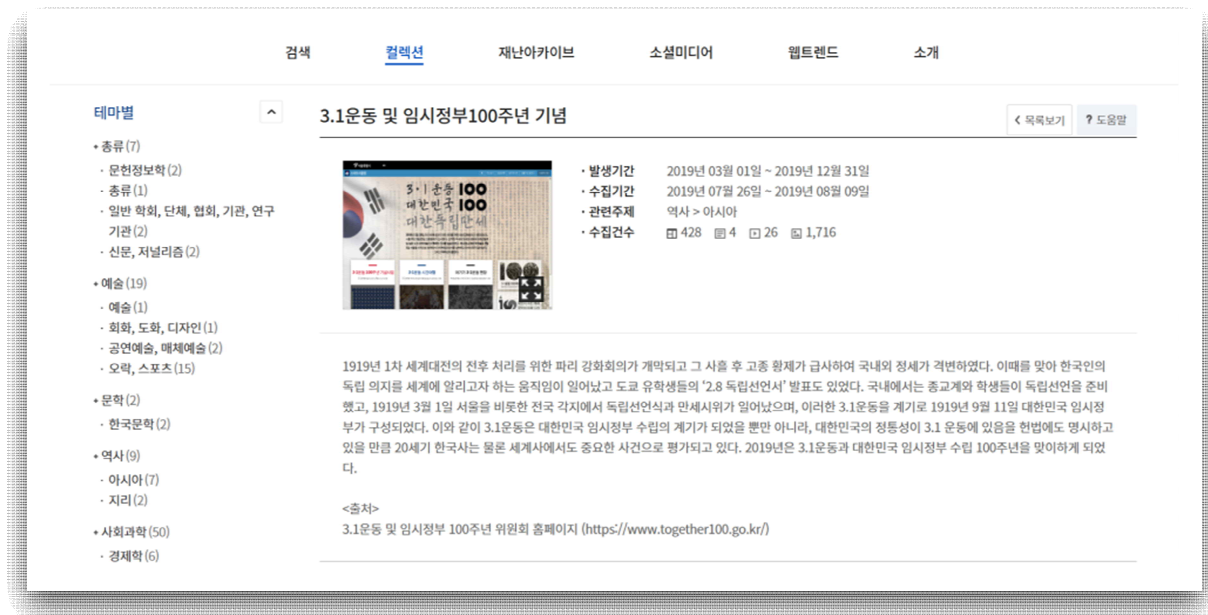 검색 컬렉션 재난아카이브 소셜미디어 웹트렌드 소개
테마별
총류(7)
· 문헌정보학(2)
· 총류(1)
· 일반 학회, 단체, 협회, 기관, 연구
기관(2)
· 신문, 저널리즘(2)
예술(19)
· 예술(1)
· 회화, 도화, 디자인(1)
· 공연예술, 매체예술(2)
· 오락, 스포츠(15)
문학(2)
· 한국문학(2)
역사(9)
· 아시아(7)
· 지리(2)
사회과학(50)
· 경제학(6)
3.1운동 및 임시정부100주년 기념
< 목록보기 ? 도움말
3·1운동 100
대한민국 100
대한독립만세
· 발생기간 2019년 03월 01일 ~ 2019년 12월 31일
· 수집기간 2019년 07월 26일 ~ 2019년 08월 09일
· 관련주제 역사 > 아시아
· 수집건수 428 4 26 1,716
1919년 1차 세계대전의 전후 처리를 위한 파리 강화회의가 개막되고 그 사흘 후 고종 황제가 급사하여 국내외 정세가 격변하였다. 이때를 맞아 한국인의
독립 의지를 세계에 알리고자 하는 움직임이 일어났고 도쿄 유학생들의 ‘2.8 독립선언서’ 발표도 있었다. 국내에서는 종교계와 학생들이 독립선언을 준비
했고, 1919년 3월 1일 서울을 비롯한 전국 각지에서 독립선언식과 만세시위가 일어났으며, 이러한 3.1운동을 계기로 1919년 9월 11일 대한민국 임시정
부가 구성되었다. 이와 같이 3.1운동은 대한민국 임시정부 수립의 계기가 되었을 뿐만 아니라, 대한민국의 정통성이 3.1 운동에 있음을 헌법에도 명시하고
있을 만큼 20세기 한국사는 물론 세계사에서도 중요한 사건으로 평가되고 있다. 2019년은 3.1운동과 대한민국 임시정부 수립 100주년을 맞이하게 되었
다.
<출처>
3.1운동 및 임시정부 100주년 위원회 홈페이지 (https://www.together100.go.kr/)